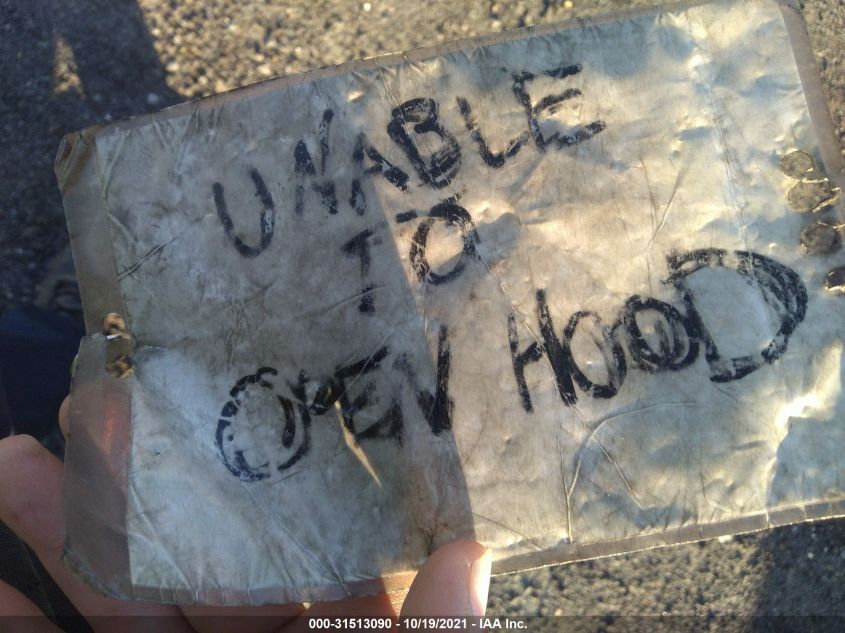 UNABLE
TO
OPEN HOOD
000-31513090 - 10/19/2021 - IAA Inc.